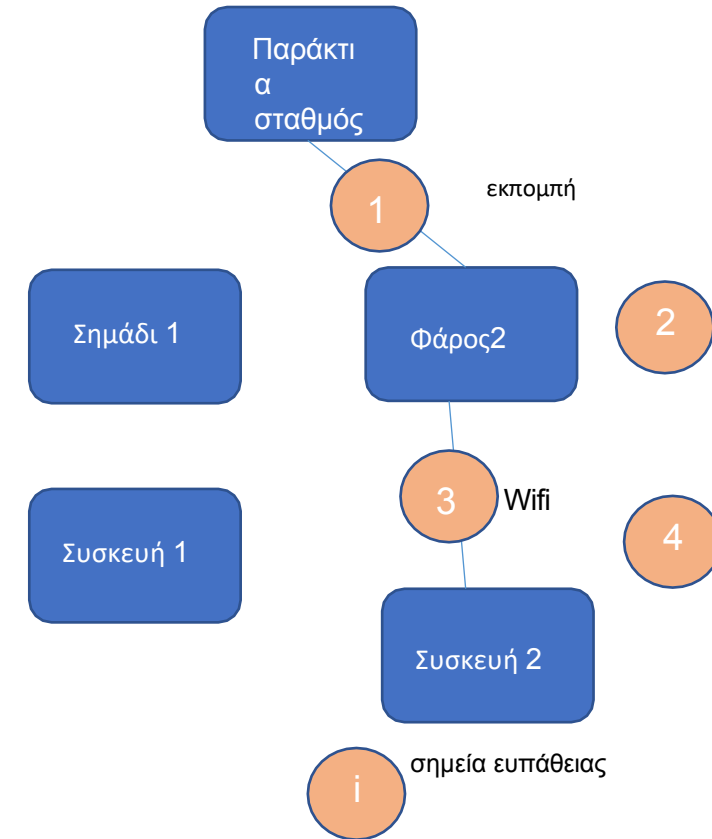 Παράκτι
α
σταθμός
1
εκπομπή
Σημάδι 1
Φάρος2
2
3
Wifi
Συσκευή 1
4
Συσκευή 2
i
σημεία ευπάθειας